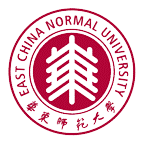 EAST CHINA NORMAL UNIVERSITY
華東師範大學